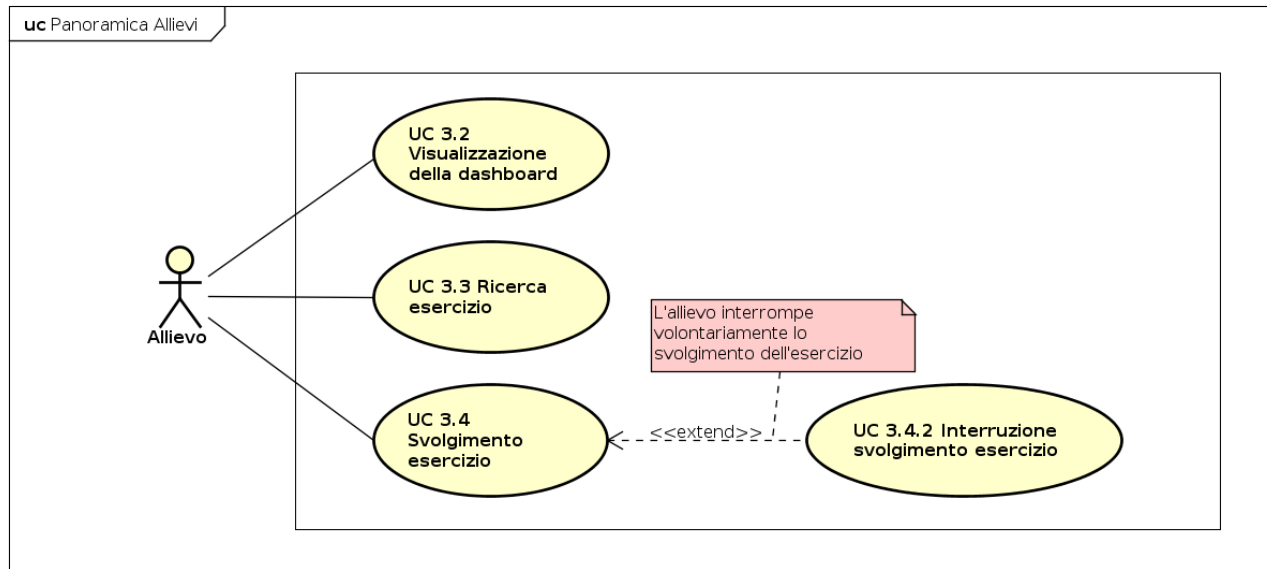 uc Panoramica Allievi
UC 3.2
Visualizzazione
della dashboard
UC 3.3 Ricerca
esercizio
L'allievo interrompe
volontariamente lo
svolgimento dell'esercizio
Allievo
UC 3.4
Svolgimento
esercizio
<<extend>>
UC 3.4.2 Interruzione
svolgimento esercizio